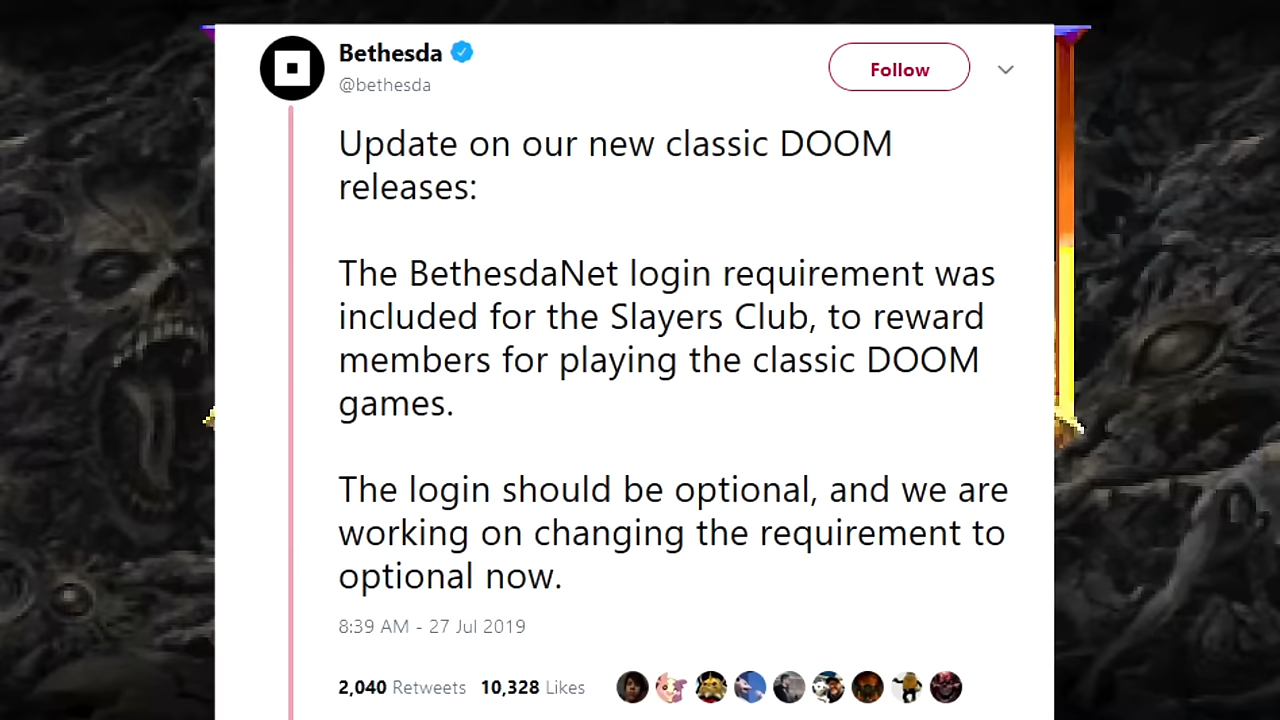 Bethesda
@bethesda
Follow
Update on our new classic DOOM
releases:
The BethesdaNet login requirement was
included for the Slayers Club, to reward
members for playing the classic DOOM
games.
The login should be optional, and we are
working on changing the requirement to
optional now.
8:39 AM - 27 Jul 2019
2,040 Retweets 10,328 Likes